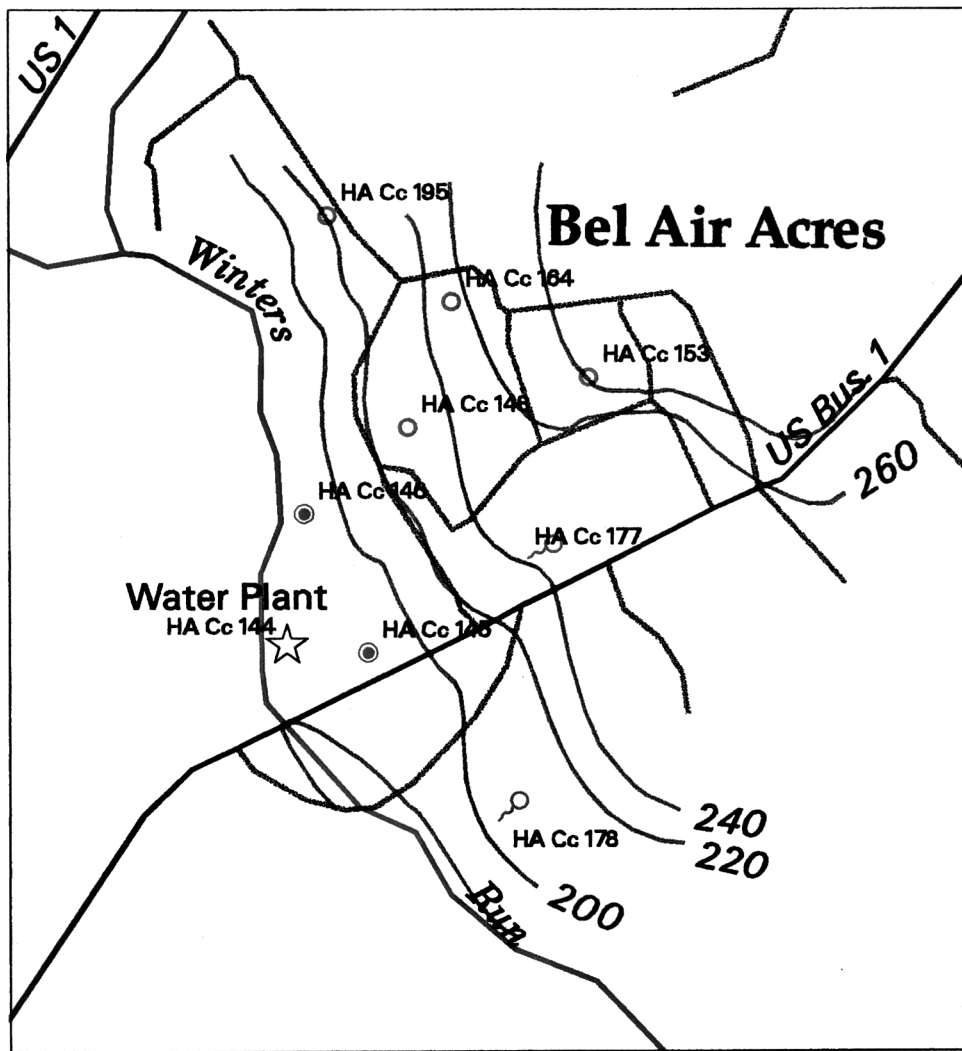 US 1
HA Cc 195
Bel Air Acres
Winters
HA Cc 164
HA Cc 153
US Bus. 1
HA Cc
260
HA Cc 146
HA Cc 177
Water Plant
HA Cc 144
HA Cc 145
240
HA Cc 178
220
200
Run